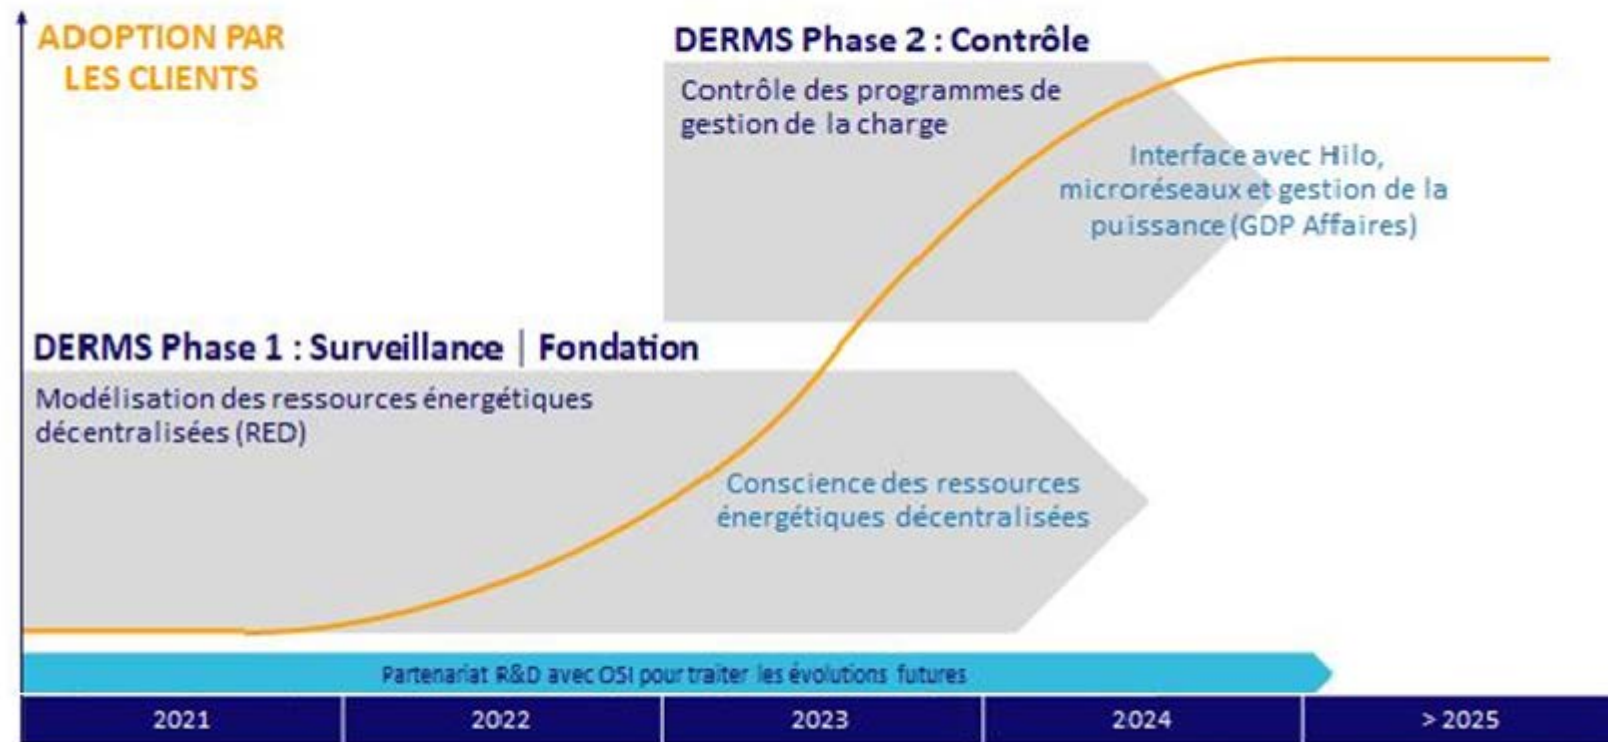 ADOPTION PAR
LES CLIENTS
DERMS Phase 2 : Contrôle
Contrôle des programmes de
gestion de la charge
Interface avec Hilo,
microréseaux et gestion de la
puissance (GDP Affaires)
DERMS Phase 1 : Surveillance | Fondation
Modélisation des ressources énergétiques
décentralisées (RED)
Conscience des ressources
énergétiques décentralisées
Partenariat R&D avec OSI pour traiter les évolutions futures
2021 2022 2023 2024 > 2025